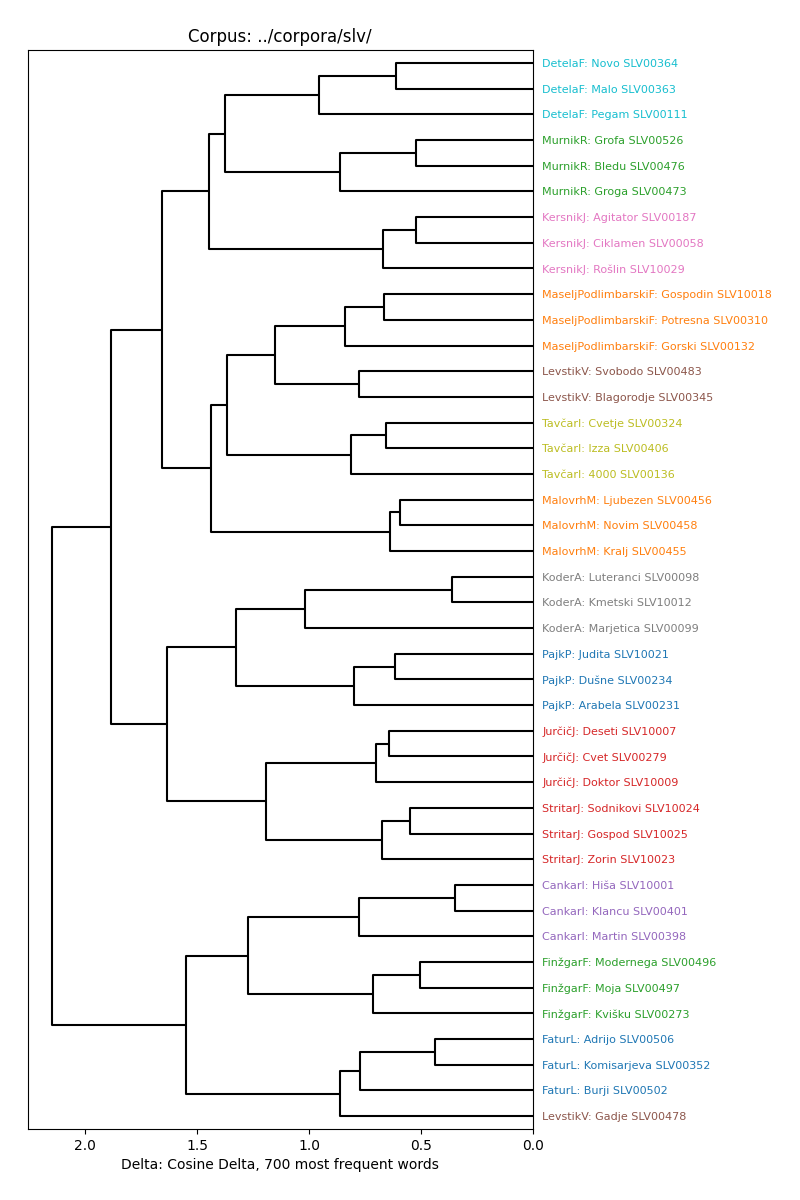 Corpus: ../corpora/slv/
DetelaF: Novo SLV00364
DetelaF: Malo SLV00363
DetelaF: Pegam SLV00111
MurnikR: Grofa SLV00526
MurnikR: Bledu SLV00476
MurnikR: Groga SLV00473
KersnikJ: Agitator SLV00187
KersnikJ: Ciklamen SLV00058
KersnikJ: Rošlin SLV10029
MaseljPodlimbarskiF: Gospodin SLV10018
MaseljPodlimbarskiF: Potresna SLV00310
MaseljPodlimbarskiF: Gorski SLV00132
LevstikV: Svobodo SLV00483
LevstikV: Blagorodje SLV00345
TavčarI: Cvetje SLV00324
TavčarI: Izza SLV00406
TavčarI: 4000 SLV00136
MalovrhM: Ljubezen SLV00456
MalovrhM: Novim SLV00458
MalovrhM: Kralj SLV00455
KoderA: Luteranci SLV00098
KoderA: Kmetski SLV10012
KoderA: Marjetica SLV00099
PajkP: Judita SLV10021
PajkP: Dušne SLV00234
PajkP: Arabela SLV00231
JurčičJ: Deseti SLV10007
JurčičJ: Cvet SLV00279
JurčičJ: Doktor SLV10009
StritarJ: Sodnikovi SLV10024
StritarJ: Gospod SLV10025
StritarJ: Zorin SLV10023
CankarI: Hiša SLV10001
CankarI: Klancu SLV00401
CankarI: Martin SLV00398
FinžgarF: Modernega SLV00496
FinžgarF: Moja SLV00497
FinžgarF: Kvišku SLV00273
FaturL: Adrijo SLV00506
FaturL: Komisarjeva SLV00352
FaturL: Burji SLV00502
LevstikV: Gadje SLV00478
2.0 1.5 1.0 0.5 0.0
Delta: Cosine Delta, 700 most frequent words